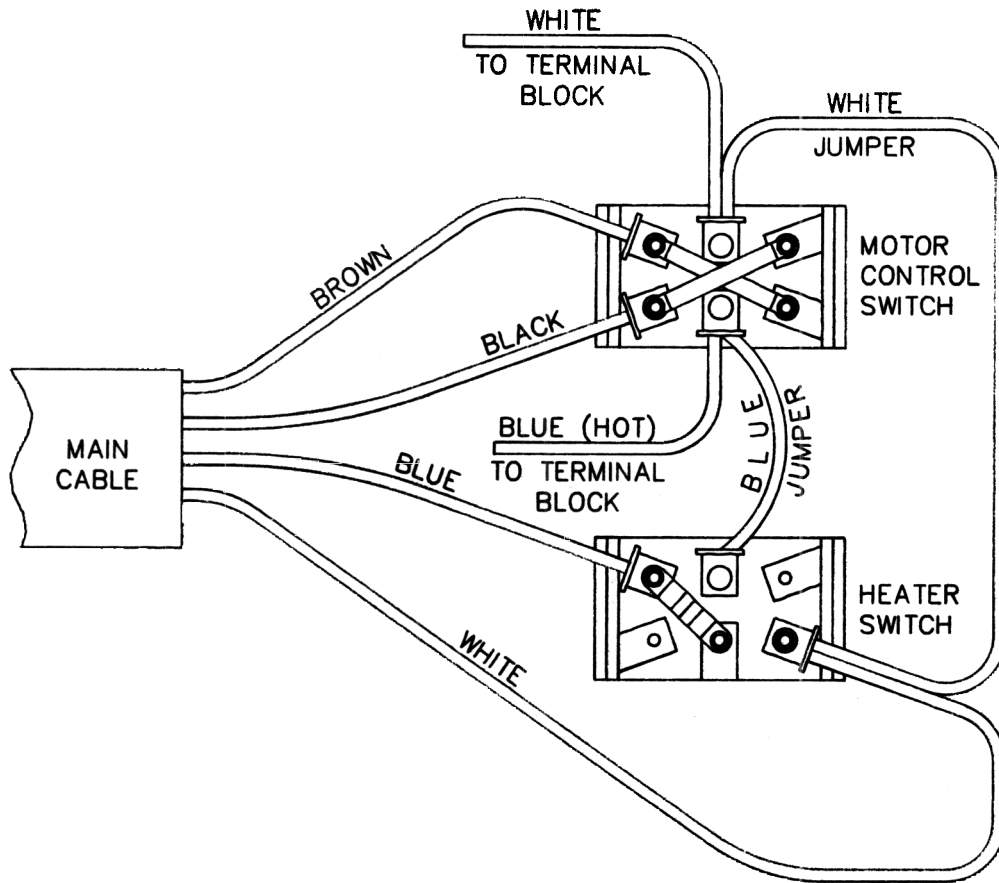 WHITE
TO TERMINAL
BLOCK
WHITE
JUMPER
BROWN
MOTOR
CONTROL
SWITCH
BLACK
MAIN
CABLE
BLUE (HOT)
TO TERMINAL
BLOCK
BLUE
JUMPER
BLUE
HEATER
SWITCH
WHITE